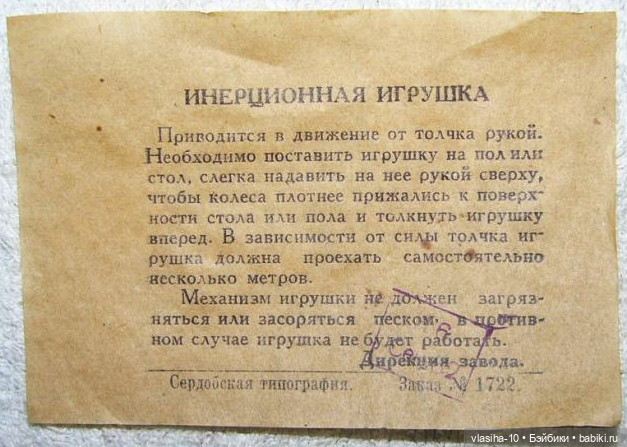 ИНЕРЦИОННАЯ ИГРУШКА
Приводится в движение от толчка рукой.
Необходимо поставить игрушку на пол или
стол, слегка надавить на нее рукой сверху,
чтобы колеса плотнее прижались к поверх-
ности стола или пола и толкнуть игрушку
вперед. В зависимости от силы толчка иг-
рушка должна проехать самостоятельно
несколько метров.
Механизм игрушки не должен загряз-
няться или засоряться песком, в против-
ном случае игрушка не будет работать.
Дирекция завода.
Сердобская типография. Заказ № 1722.
vlasiha-10 • Бэйбики • babiki.ru